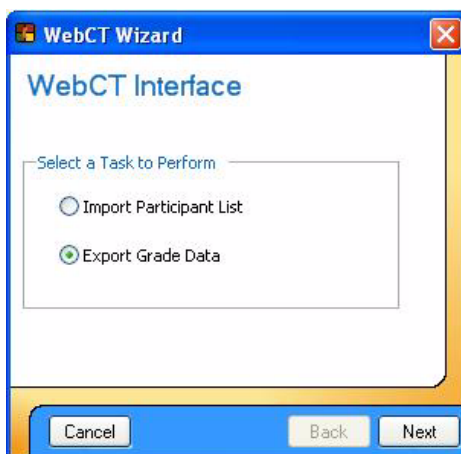 WebCT Wizard
WebCT Interface
Select a Task to Perform
Import Participant List
Export Grade Data
Cancel Back Next